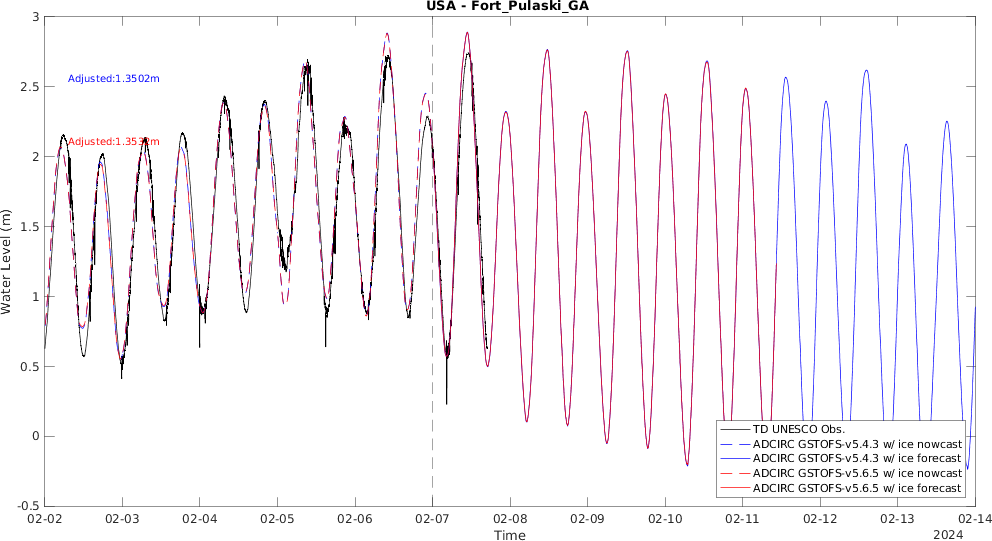 USA - Fort_Pulaski_GA
Adjusted:1.3502m
Water Level (m)
3
2.5
2
1.5
1
0.5
0
-0.5
TD UNESCO Obs.
ADCIRC GSTOFS-v5.4.3 w/ ice nowcast
ADCIRC GSTOFS-v5.4.3 w/ ice forecast
ADCIRC GSTOFS-v5.6.5 w/ ice nowcast
ADCIRC GSTOFS-v5.6.5 w/ ice forecast
02-02 02-03 02-04 02-05 02-06 02-07 02-08 02-09 02-10 02-11 02-12 02-13 02-14
Time
2024